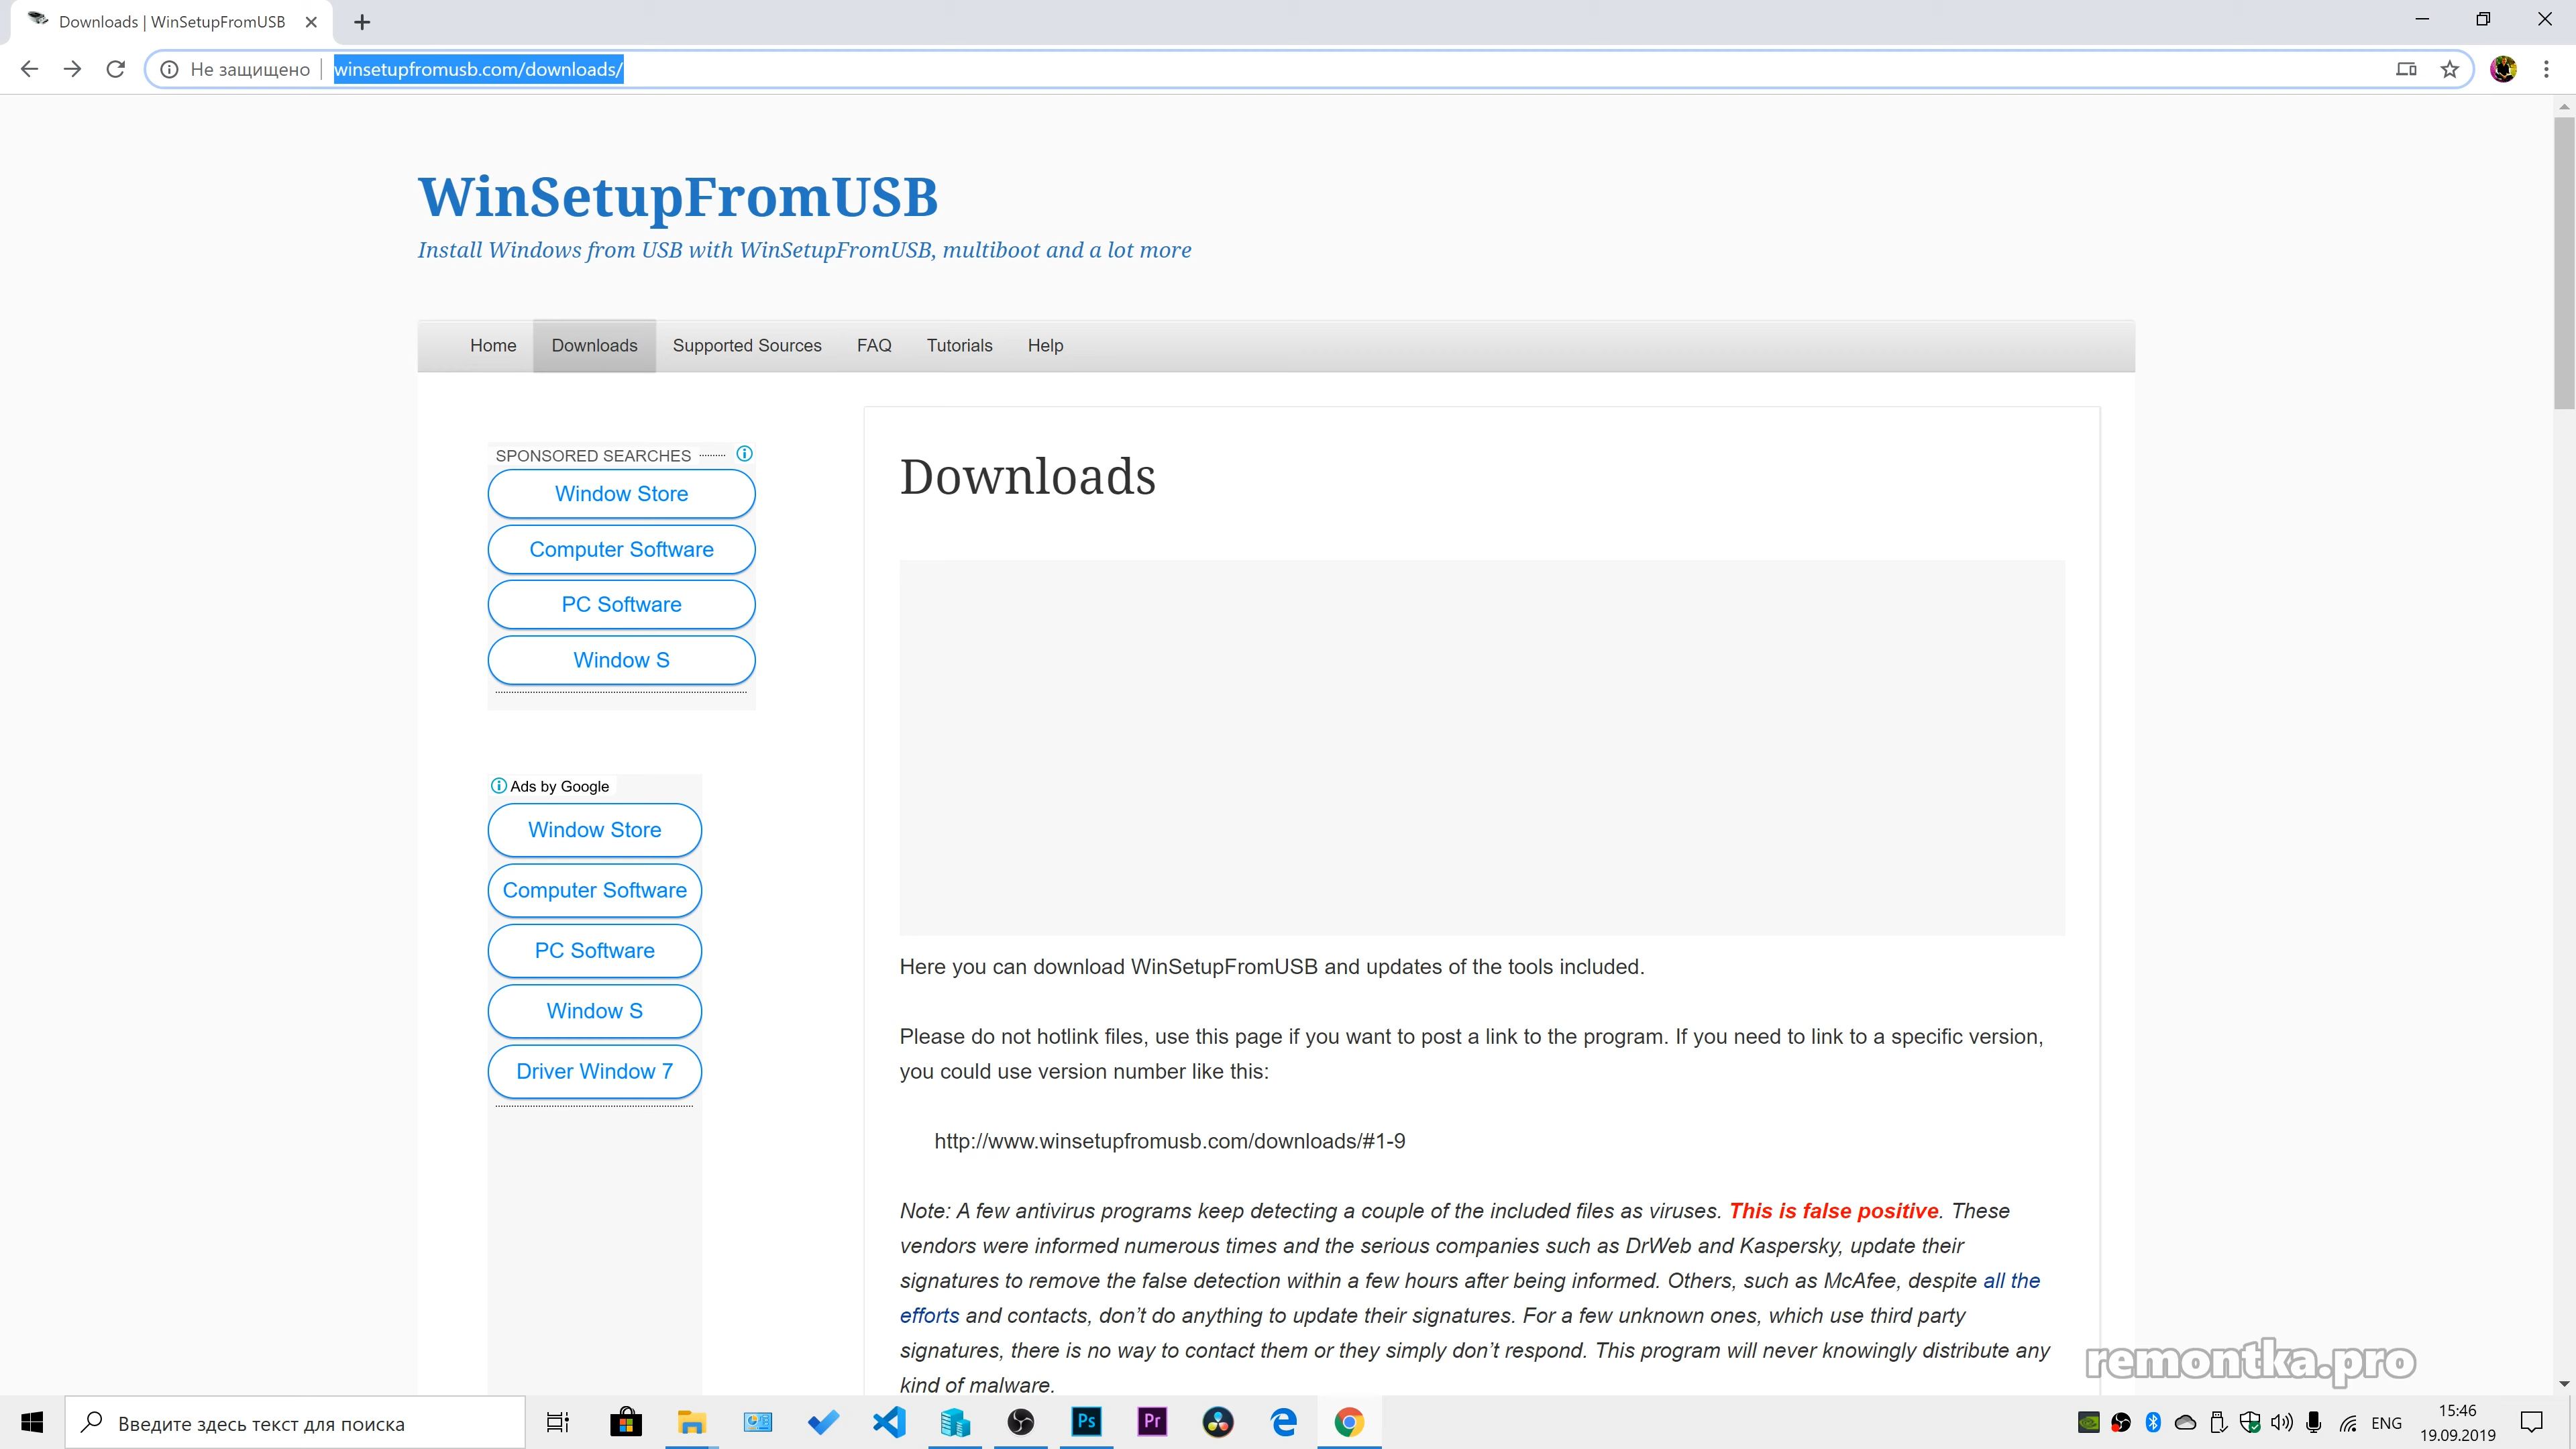 Downloads | WinSetupFromUSB
Не защищено
winsetupfromusb.com/downloads/
WinSetupFromUSB
Install Windows from USB with WinSetupFromUSB, multiboot and a lot more
Home Downloads Supported Sources FAQ Tutorials Help
SPONSORED SEARCHES
Window Store
Computer Software
PC Software
Window S
Ads by Google
Window Store
Computer Software
PC Software
Window S
Driver Window 7
Downloads
Here you can download WinSetupFromUSB and updates of the tools included.
Please do not hotlink files, use this page if you want to post a link to the program. If you need to link to a specific version,
you could use version number like this:
http://www.winsetupfromusb.com/downloads/#1-9
Note: A few antivirus programs keep detecting a couple of the included files as viruses. This is false positive. These
vendors were informed numerous times and the serious companies such as DrWeb and Kaspersky, update their
signatures to remove the false detection within a few hours after being informed. Others, such as McAfee, despite all the
efforts and contacts, don’t do anything to update their signatures. For a few unknown ones, which use third party
signatures, there is no way to contact them or they simply don’t respond. This program will never knowingly distribute any
kind of malware.
remontka.pro
Введите здесь текст для поиска
Ps
Pr
ENG
15:46
19.09.2019